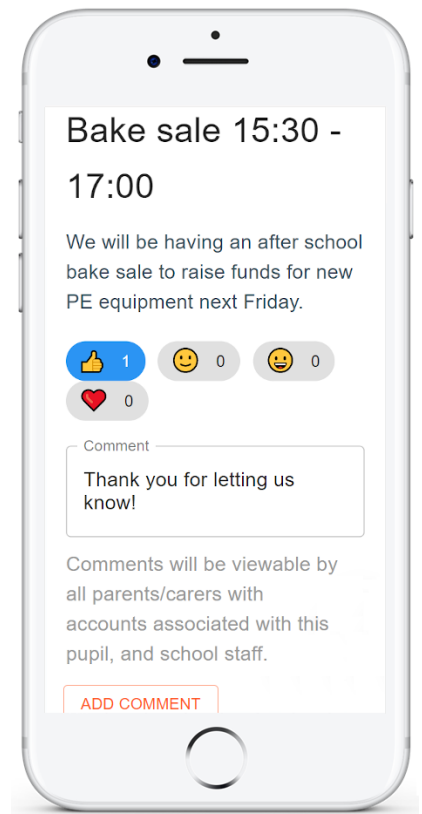 Bake sale 15:30 -
17:00
We will be having an after school
bake sale to raise funds for new
PE equipment next Friday.
1 0 0
0
Comment
Thank you for letting us
know!
Comments will be viewable by
all parents/carers with
accounts associated with this
pupil, and school staff.
ADD COMMENT